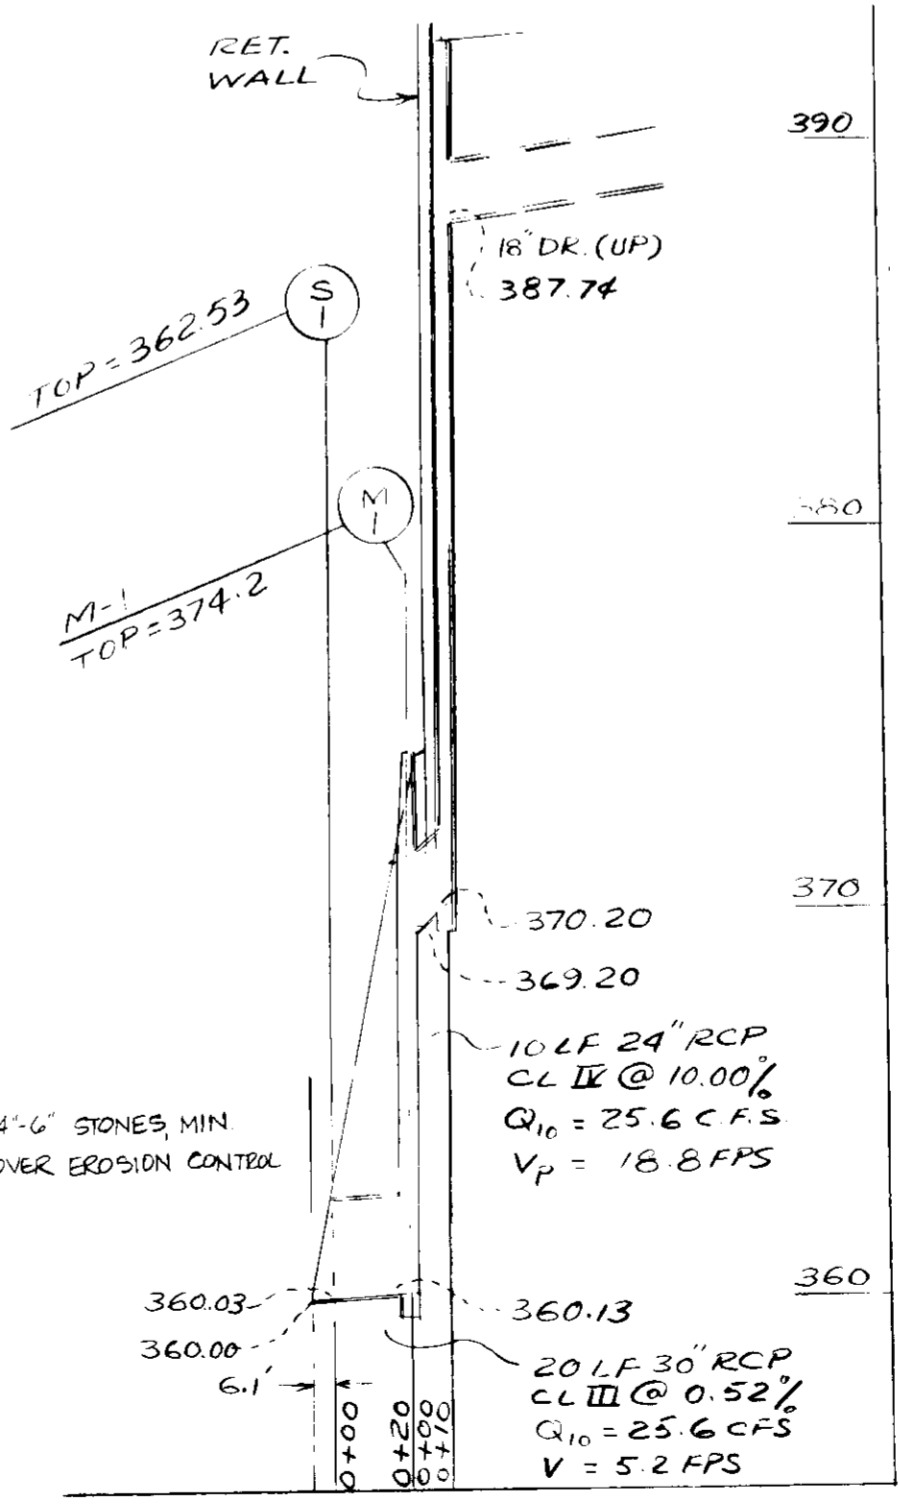 RET.
WALL
390
18" DR. (UP)
387.74
S
1
TOP = 362.53
380
M
1
M-1
TOP = 374.2
370
370.20
369.20
10 LF 24" RCP
CL IV @ 10.00%
Q10 = 25.6 C.F.S.
Vp = 18.8 FPS
4"-6" STONES, MIN.
OVER EROSION CONTROL
360
360.03
360.13
360.00
6.1'
20 LF 30" RCP
CL III @ 0.52%
Q10 = 25.6 CFS
V = 5.2 FPS
0+00
0+20
0+00
0+10